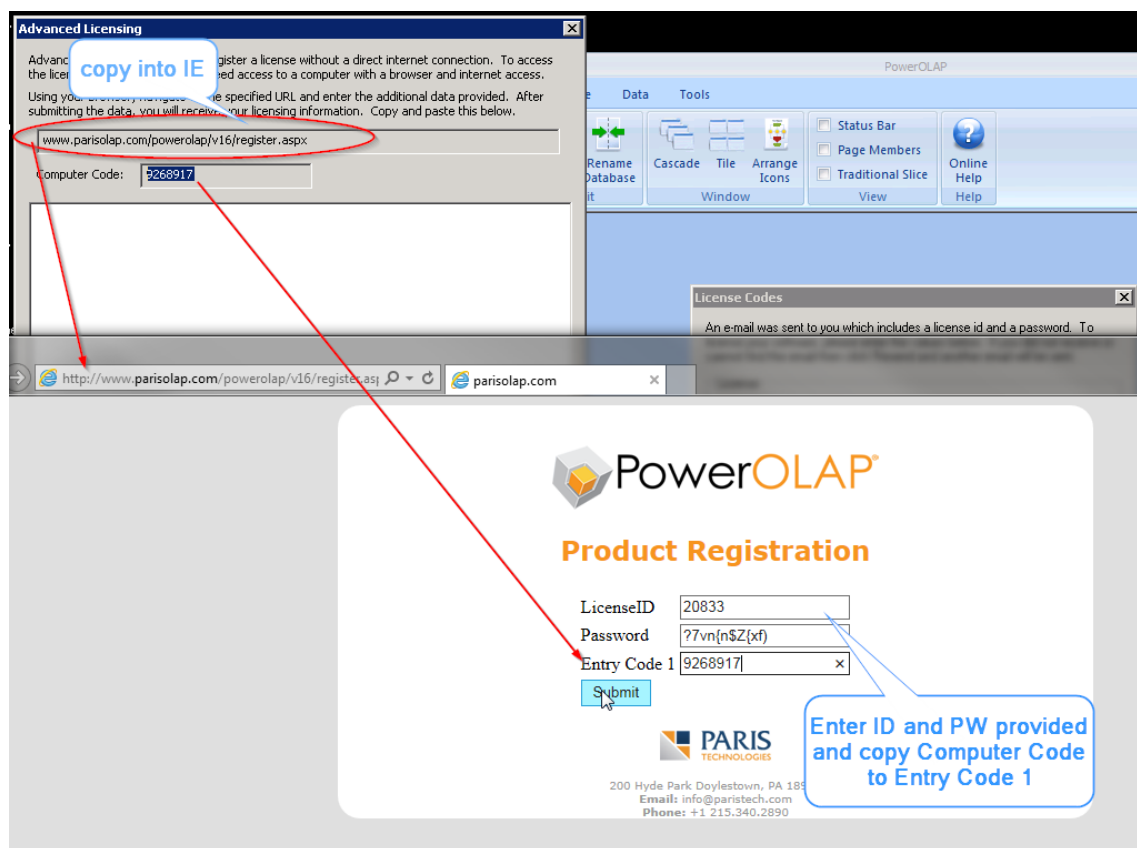 Advanced Licensing
Advanc gister a license without a direct internet connection. To access
the licen ed access to a computer with a browser and internet access.
copy into IE
Using your browser, navigate the specified URL and enter the additional data provided. After
submitting the data, you will receive your licensing information. Copy and paste this below.
www.parisolap.com/powerolap/v16/register.aspx
Computer Code: 9268917
PowerOLAP
Data Tools
Rename Database
Cascade
Tile
Arrange Icons
Status Bar
Page Members
Traditional Slice
Online Help
it Window View Help
License Codes
An e-mail was sent to you which includes a license id and a password. To
License
http://www.parisolap.com/powerolap/v16/register.asp
parisolap.com
PowerOLAP®
Product Registration
LicenseID 20833
Password ?7vn{n$Z{xf)
Entry Code 1 9268917
Submit
Enter ID and PW provided
and copy Computer Code
to Entry Code 1
PARIS
TECHNOLOGIES
200 Hyde Park Doylestown, PA 189
Email: info@paristech.com
Phone: +1 215.340.2890